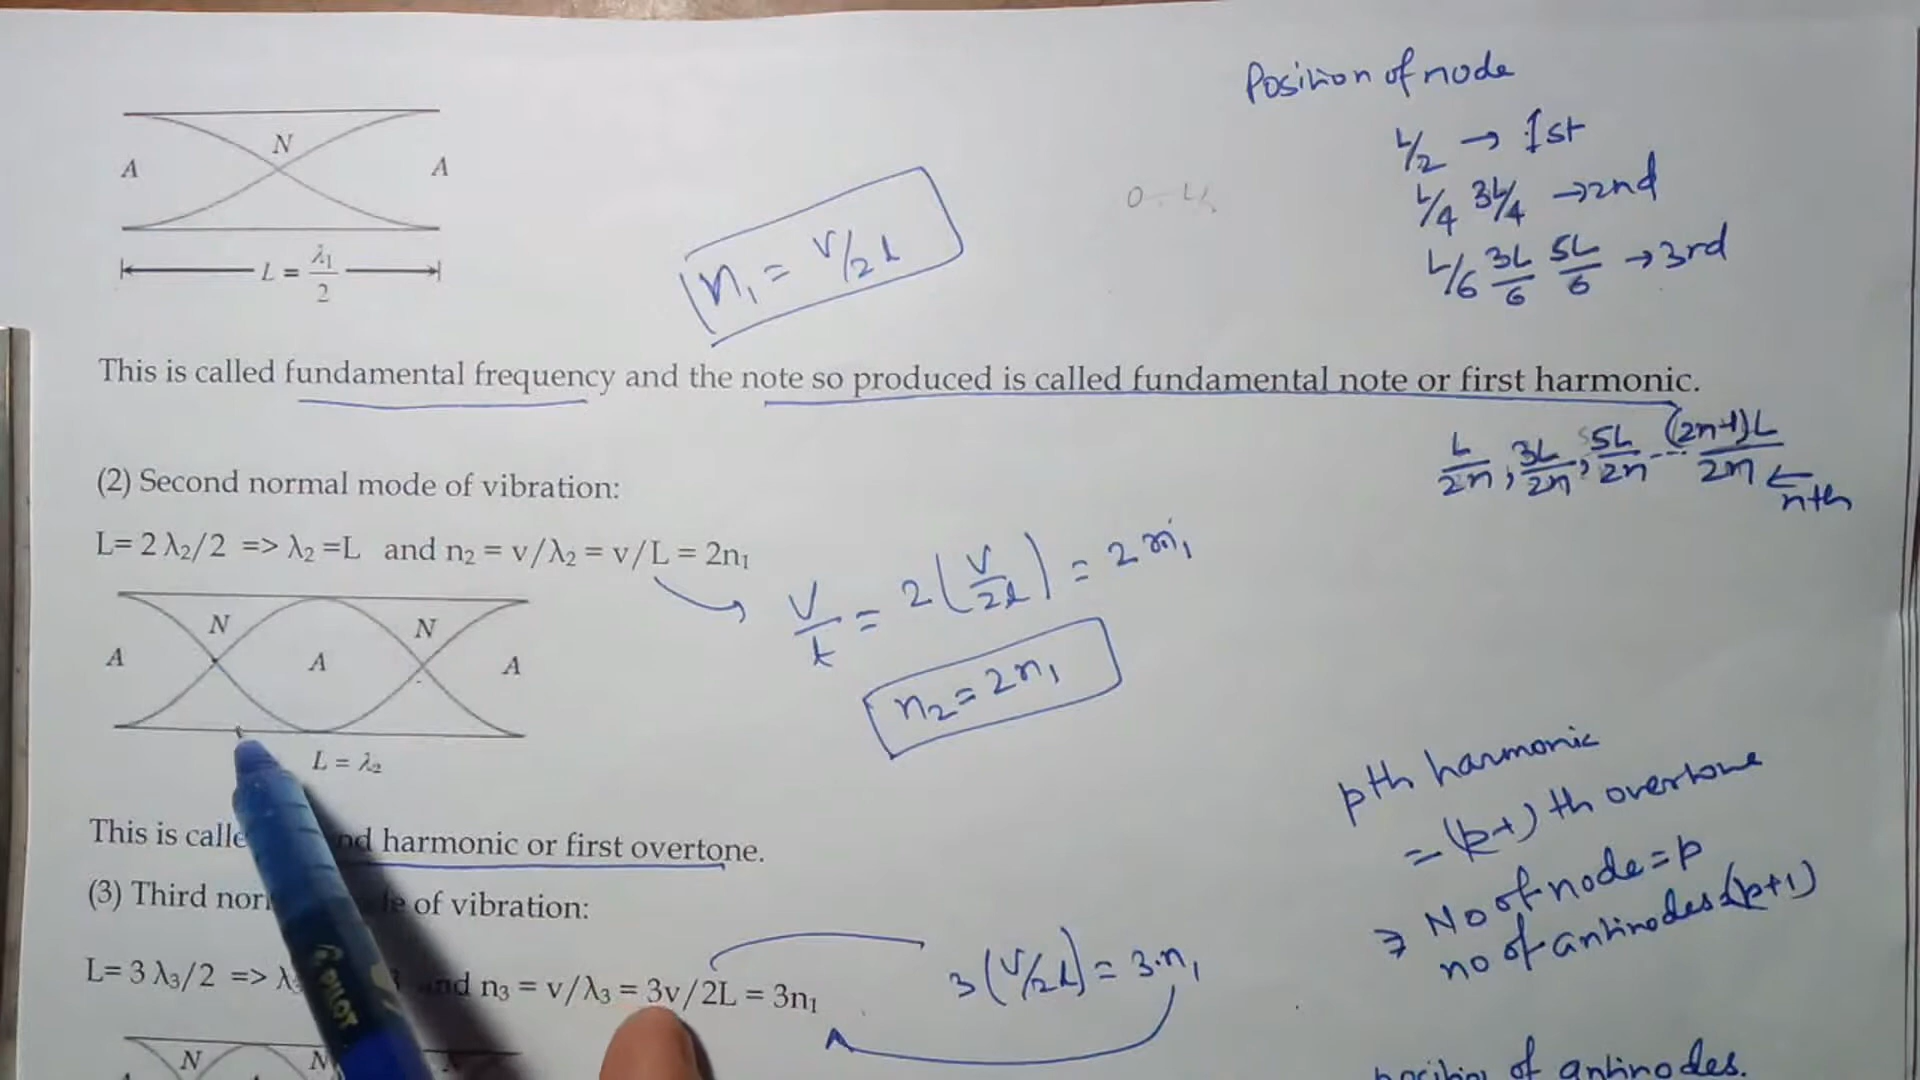 Position of node
L/2 → 1st
L/4 3L/4 → 2nd
L/6 3L/6 5L/6 → 3rd
N
A A
L = λ1/2
n₁ = v/2l
This is called fundamental frequency and the note so produced is called fundamental note or first harmonic.
L/2n, 3L/2n, 5L/2n --- (2n-1)L/2n ← nth
(2) Second normal mode of vibration:
L= 2 λ2/2 => λ2 =L and n2 = v/λ2 = v/L = 2n1
= 2(v/2l) = 2n₁
N N
A A A
n₂ = 2n₁
L = λ2
pth harmonic
th overtone
No of node = p
no of antinodes (p+1)
This is calle nd harmonic or first overtone.
(3) Third nor e of vibration:
L= 3 λ3/2 => λ nd n3 = v/λ3 = 3v/2L = 3n1
3(v/2l) = 3.n₁
N N
of antinodes.
PILOT